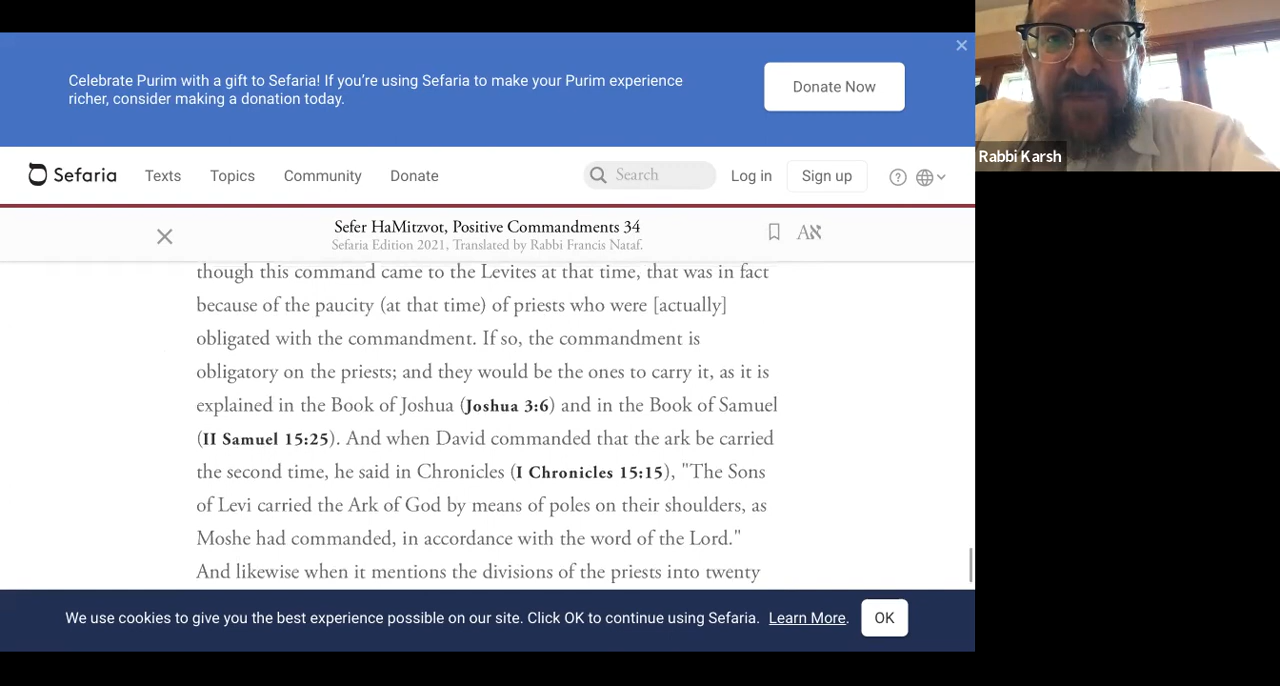 Celebrate Purim with a gift to Sefaria! If you're using Sefaria to make your Purim experience
richer, consider making a donation today.
Donate Now
×
Sefaria
Texts
Topics
Community
Donate
Search
Log in
Sign up
Sefer HaMitzvot, Positive Commandments 34
Sefaria Edition 2021, Translated by Rabbi Francis Nataf.
Aא
though this command came to the Levites at that time, that was in fact
because of the paucity (at that time) of priests who were [actually]
obligated with the commandment. If so, the commandment is
obligatory on the priests; and they would be the ones to carry it, as it is
explained in the Book of Joshua (Joshua 3:6) and in the Book of Samuel
(II Samuel 15:25). And when David commanded that the ark be carried
the second time, he said in Chronicles (I Chronicles 15:15), "The Sons
of Levi carried the Ark of God by means of poles on their shoulders, as
Moshe had commanded, in accordance with the word of the Lord."
And likewise when it mentions the divisions of the priests into twenty
We use cookies to give you the best experience possible on our site. Click OK to continue using Sefaria. Learn More.
OK
Rabbi Karsh